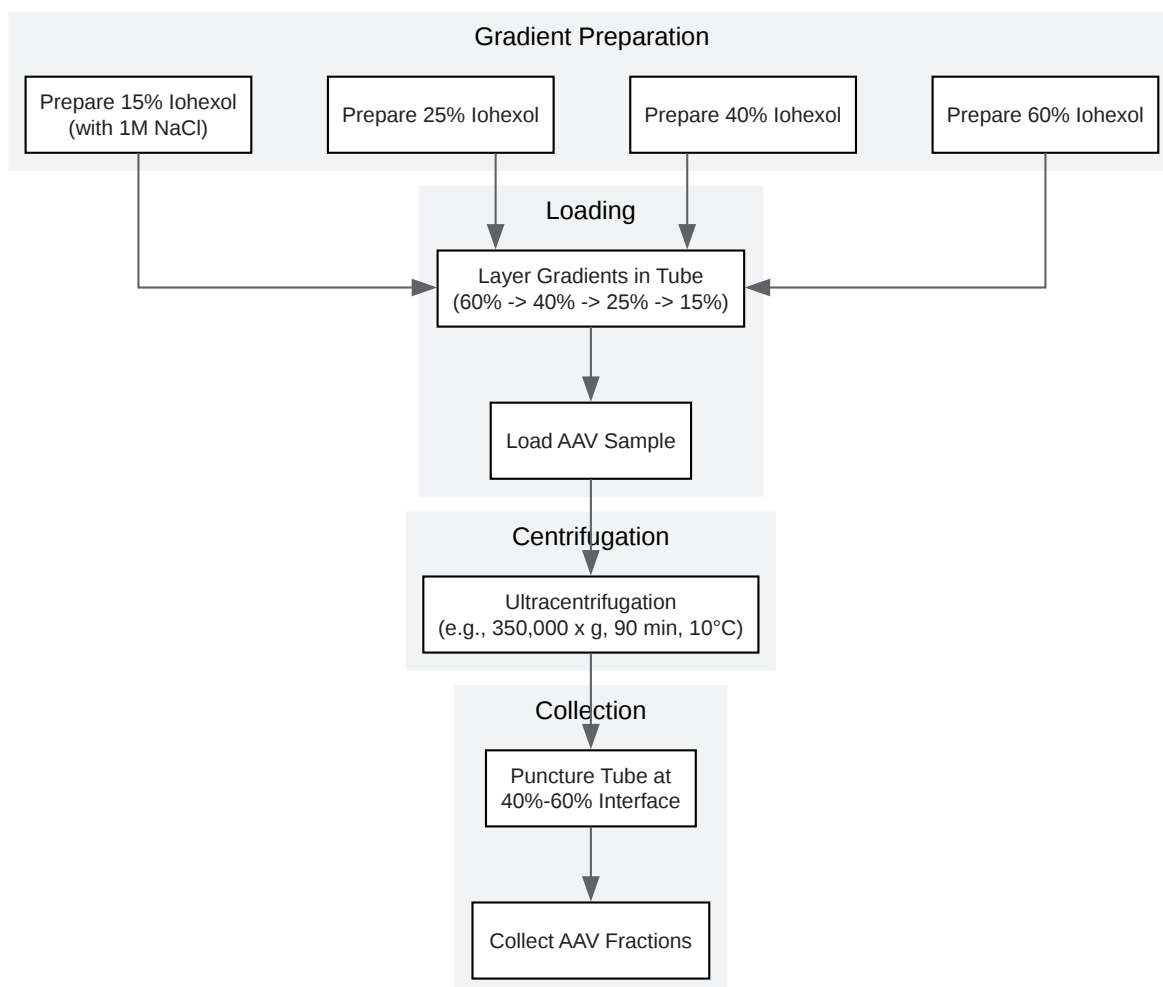 Gradient Preparation
Prepare 15% Iohexol
(with 1M NaCl)
Prepare 25% Iohexol
Prepare 40% Iohexol
Prepare 60% Iohexol
Loading
Layer Gradients in Tube
(60% -> 40% -> 25% -> 15%)
Load AAV Sample
Centrifugation
Ultracentrifugation
(e.g., 350,000 x g, 90 min, 10°C)
Collection
Puncture Tube at
40%-60% Interface
Collect AAV Fractions